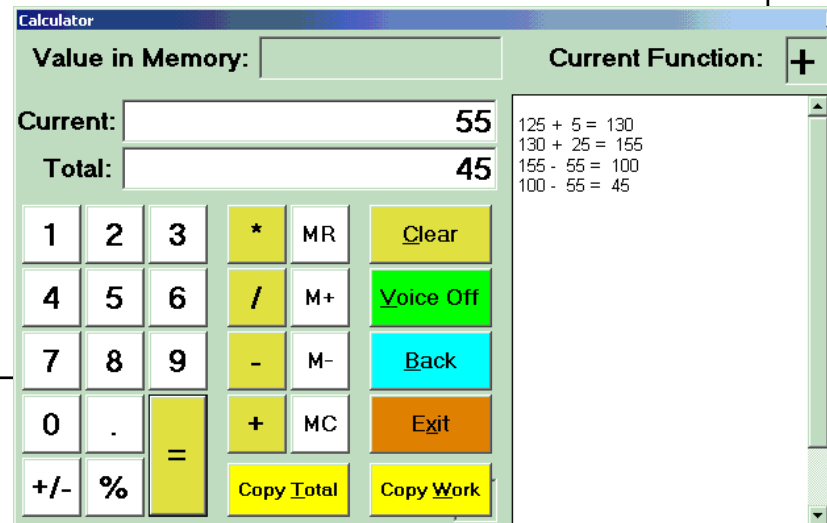 Calculator
Value in Memory:
Current Function: +
Current: 55
Total: 45
125 + 5 = 130
130 + 25 = 155
155 - 55 = 100
100 - 55 = 45
1 2 3 * MR Clear
4 5 6 / M+ Voice Off
7 8 9 - M- Back
0 . = + MC Exit
+/- % Copy Total Copy Work